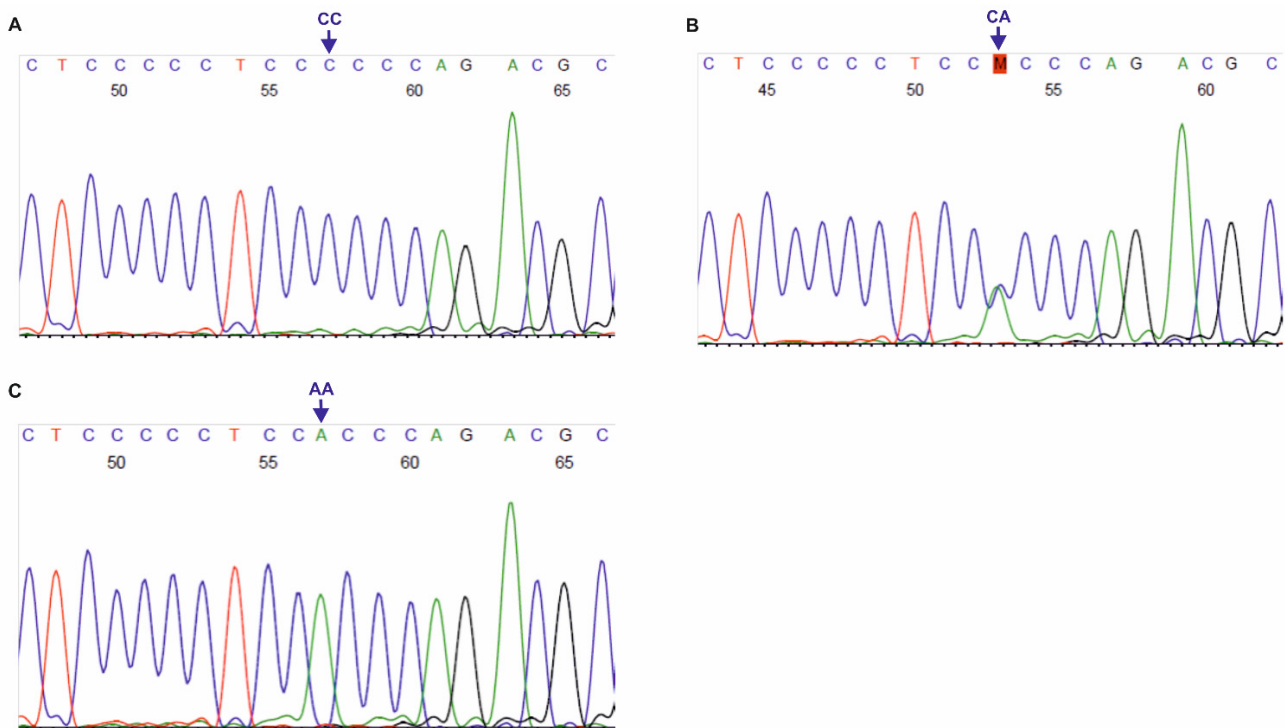 A
CC
C T C C C C C T C C C C C C A G A C G C
50 55 60 65
B
CA
C T C C C C C T C C M C C C A G A C G C
45 50 55 60
C
AA
C T C C C C C T C C A C C C A G A C G C
50 55 60 65